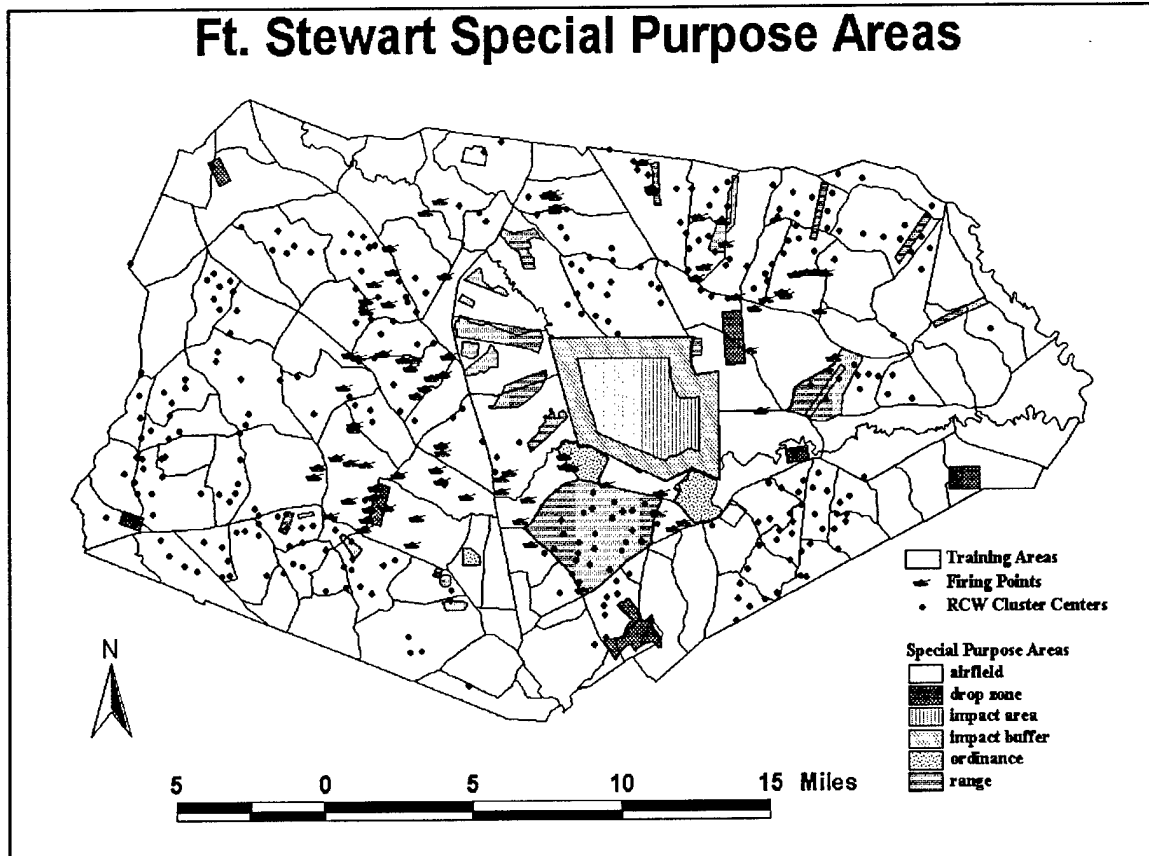 Ft. Stewart Special Purpose Areas
Training Areas
Firing Points
RCW Cluster Centers
Special Purpose Areas
airfield
drop zone
impact area
impact buffer
ordinance
range
N
5 0 5 10 15 Miles